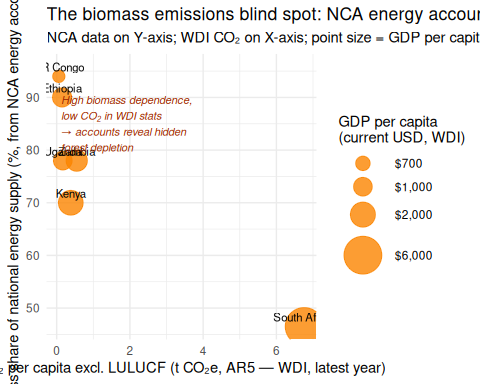 The biomass emissions blind spot: NCA energy accou
NCA data on Y-axis; WDI CO₂ on X-axis; point size = GDP per capit
ss share of national energy supply (%, from NCA energy acco
90
80
70
60
50
R Congo
Ethiopia
High biomass dependence,
low CO₂ in WDI stats
→ accounts reveal hidden
forest depletion
Kenya
South Af
0
2
4
6
₂ per capita excl. LULUCF (t CO₂e, AR5 — WDI, latest year)
GDP per capita
(current USD, WDI)
$700
$1,000
$2,000
$6,000